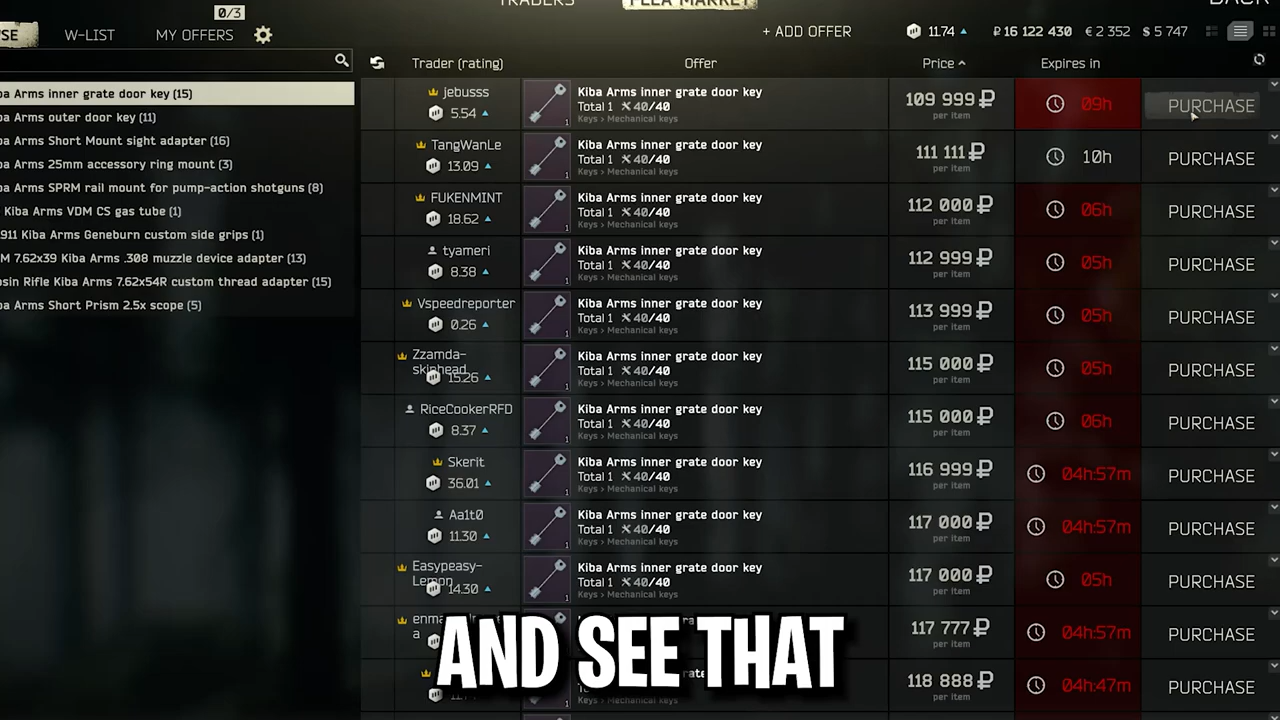 0/3
TRADERS
FLEA MARKET
BACK
W-LIST
MY OFFERS
+ ADD OFFER
1174
₽ 16 122 430
€ 2 352
$ 5 747
Trader (rating)
Offer
Price
Expires in
ba Arms inner grate door key (15)
ba Arms outer door key (11)
ba Arms Short Mount sight adapter (16)
ba Arms 25mm accessory ring mount (3)
ba Arms SPRM rail mount for pump-action shotguns (8)
Kiba Arms VDM CS gas tube (1)
911 Kiba Arms Geneburn custom side grips (1)
M 7.62x39 Kiba Arms .308 muzzle device adapter (13)
osin Rifle Kiba Arms 7.62x54R custom thread adapter (15)
ba Arms Short Prism 2.5x scope (5)
jebusss
5.54
Kiba Arms inner grate door key
Total 1 40/40
Keys > Mechanical keys
1
109 999 ₽
per item
09h
PURCHASE
TangWanLe
13.09
Kiba Arms inner grate door key
Total 1 40/40
Keys > Mechanical keys
1
111 111 ₽
per item
10h
PURCHASE
FUKENMINT
18.62
Kiba Arms inner grate door key
Total 1 40/40
Keys > Mechanical keys
1
112 000 ₽
per item
06h
PURCHASE
tyameri
8.38
Kiba Arms inner grate door key
Total 1 40/40
Keys > Mechanical keys
1
112 999 ₽
per item
05h
PURCHASE
Vspeedreporter
0.26
Kiba Arms inner grate door key
Total 1 40/40
Keys > Mechanical keys
1
113 999 ₽
per item
05h
PURCHASE
Zzamda-
skinhead
15.26
Kiba Arms inner grate door key
Total 1 40/40
Keys > Mechanical keys
1
115 000 ₽
per item
05h
PURCHASE
RiceCookerRFD
8.37
Kiba Arms inner grate door key
Total 1 40/40
Keys > Mechanical keys
1
115 000 ₽
per item
06h
PURCHASE
Skerit
36.01
Kiba Arms inner grate door key
Total 1 40/40
Keys > Mechanical keys
1
116 999 ₽
per item
04h:57m
PURCHASE
Aa1t0
11.30
Kiba Arms inner grate door key
Total 1 40/40
Keys > Mechanical keys
1
117 000 ₽
per item
04h:57m
PURCHASE
Easypeasy-
Lemon
14.30
Kiba Arms inner grate door key
Total 1 40/40
Keys > Mechanical keys
1
117 000 ₽
per item
05h
PURCHASE
117 777 ₽
per item
04h:57m
PURCHASE
118 888 ₽
per item
04h:47m
PURCHASE
AND SEE THAT